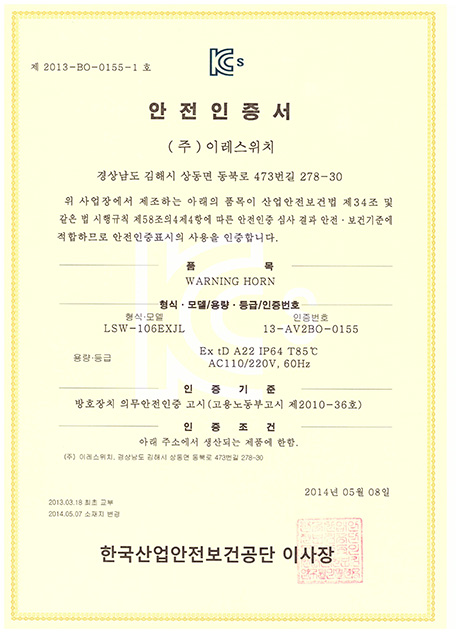 제 2013-BO-0155-1 호
KCs
안전인증서
(주)이레스위치
경상남도 김해시 상동면 동북로 473번길 278-30
위 사업장에서 제조하는 아래의 품목이 산업안전보건법 제34조 및
같은 법 시행규칙 제58조의4제4항에 따른 안전인증 심사 결과 안전·보건기준에
적합하므로 안전인증표시의 사용을 인증합니다.
품 목
WARNING HORN
형식·모델/용량·등급/인증번호
형식·모델 인증번호
LSW-106EXJL 13-AV2BO-0155
용량·등급 Ex tD A22 IP64 T85℃
AC110/220V, 60Hz
인 증 기 준
방호장치 의무안전인증 고시(고용노동부고시 제2010-36호)
인 증 조 건
아래 주소에서 생산되는 제품에 한함.
(주) 이레스위치, 경상남도 김해시 상동면 동북로 473번길 278-30
2014년 05월 08일
2013.03.18 최초 교부
2014.05.07 소재지 변경
한국산업안전보건공단 이사장